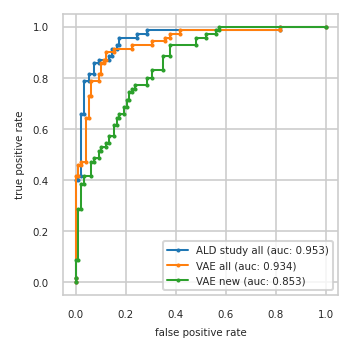 1.0
0.8
0.6
0.4
0.2
0.0
true positive rate
ALD study all (auc: 0.953)
VAE all (auc: 0.934)
VAE new (auc: 0.853)
0.0 0.2 0.4 0.6 0.8 1.0
false positive rate